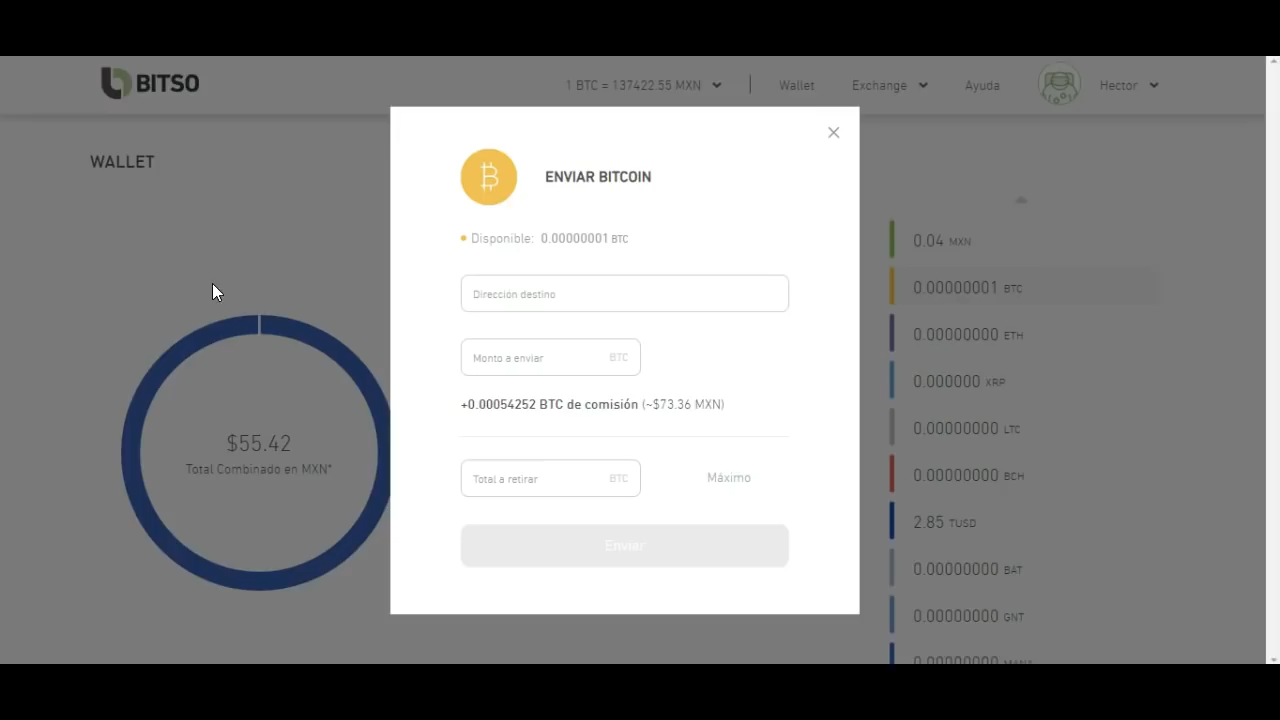 BITSO
1 BTC = 137422.55 MXN
Wallet
Exchange
Ayuda
Hector
WALLET
ENVIAR BITCOIN
Disponible: 0.00000001 BTC
Dirección destino
Monto a enviar BTC
+0.00054252 BTC de comisión (~$73.36 MXN)
Total a retirar BTC
Máximo
Enviar
$55.42
Total Combinado en MXN*
0.04 MXN
0.00000001 BTC
0.00000000 ETH
0.000000 XRP
0.00000000 LTC
0.00000000 BCH
2.85 TUSD
0.00000000 BAT
0.00000000 GNT
0.00000000